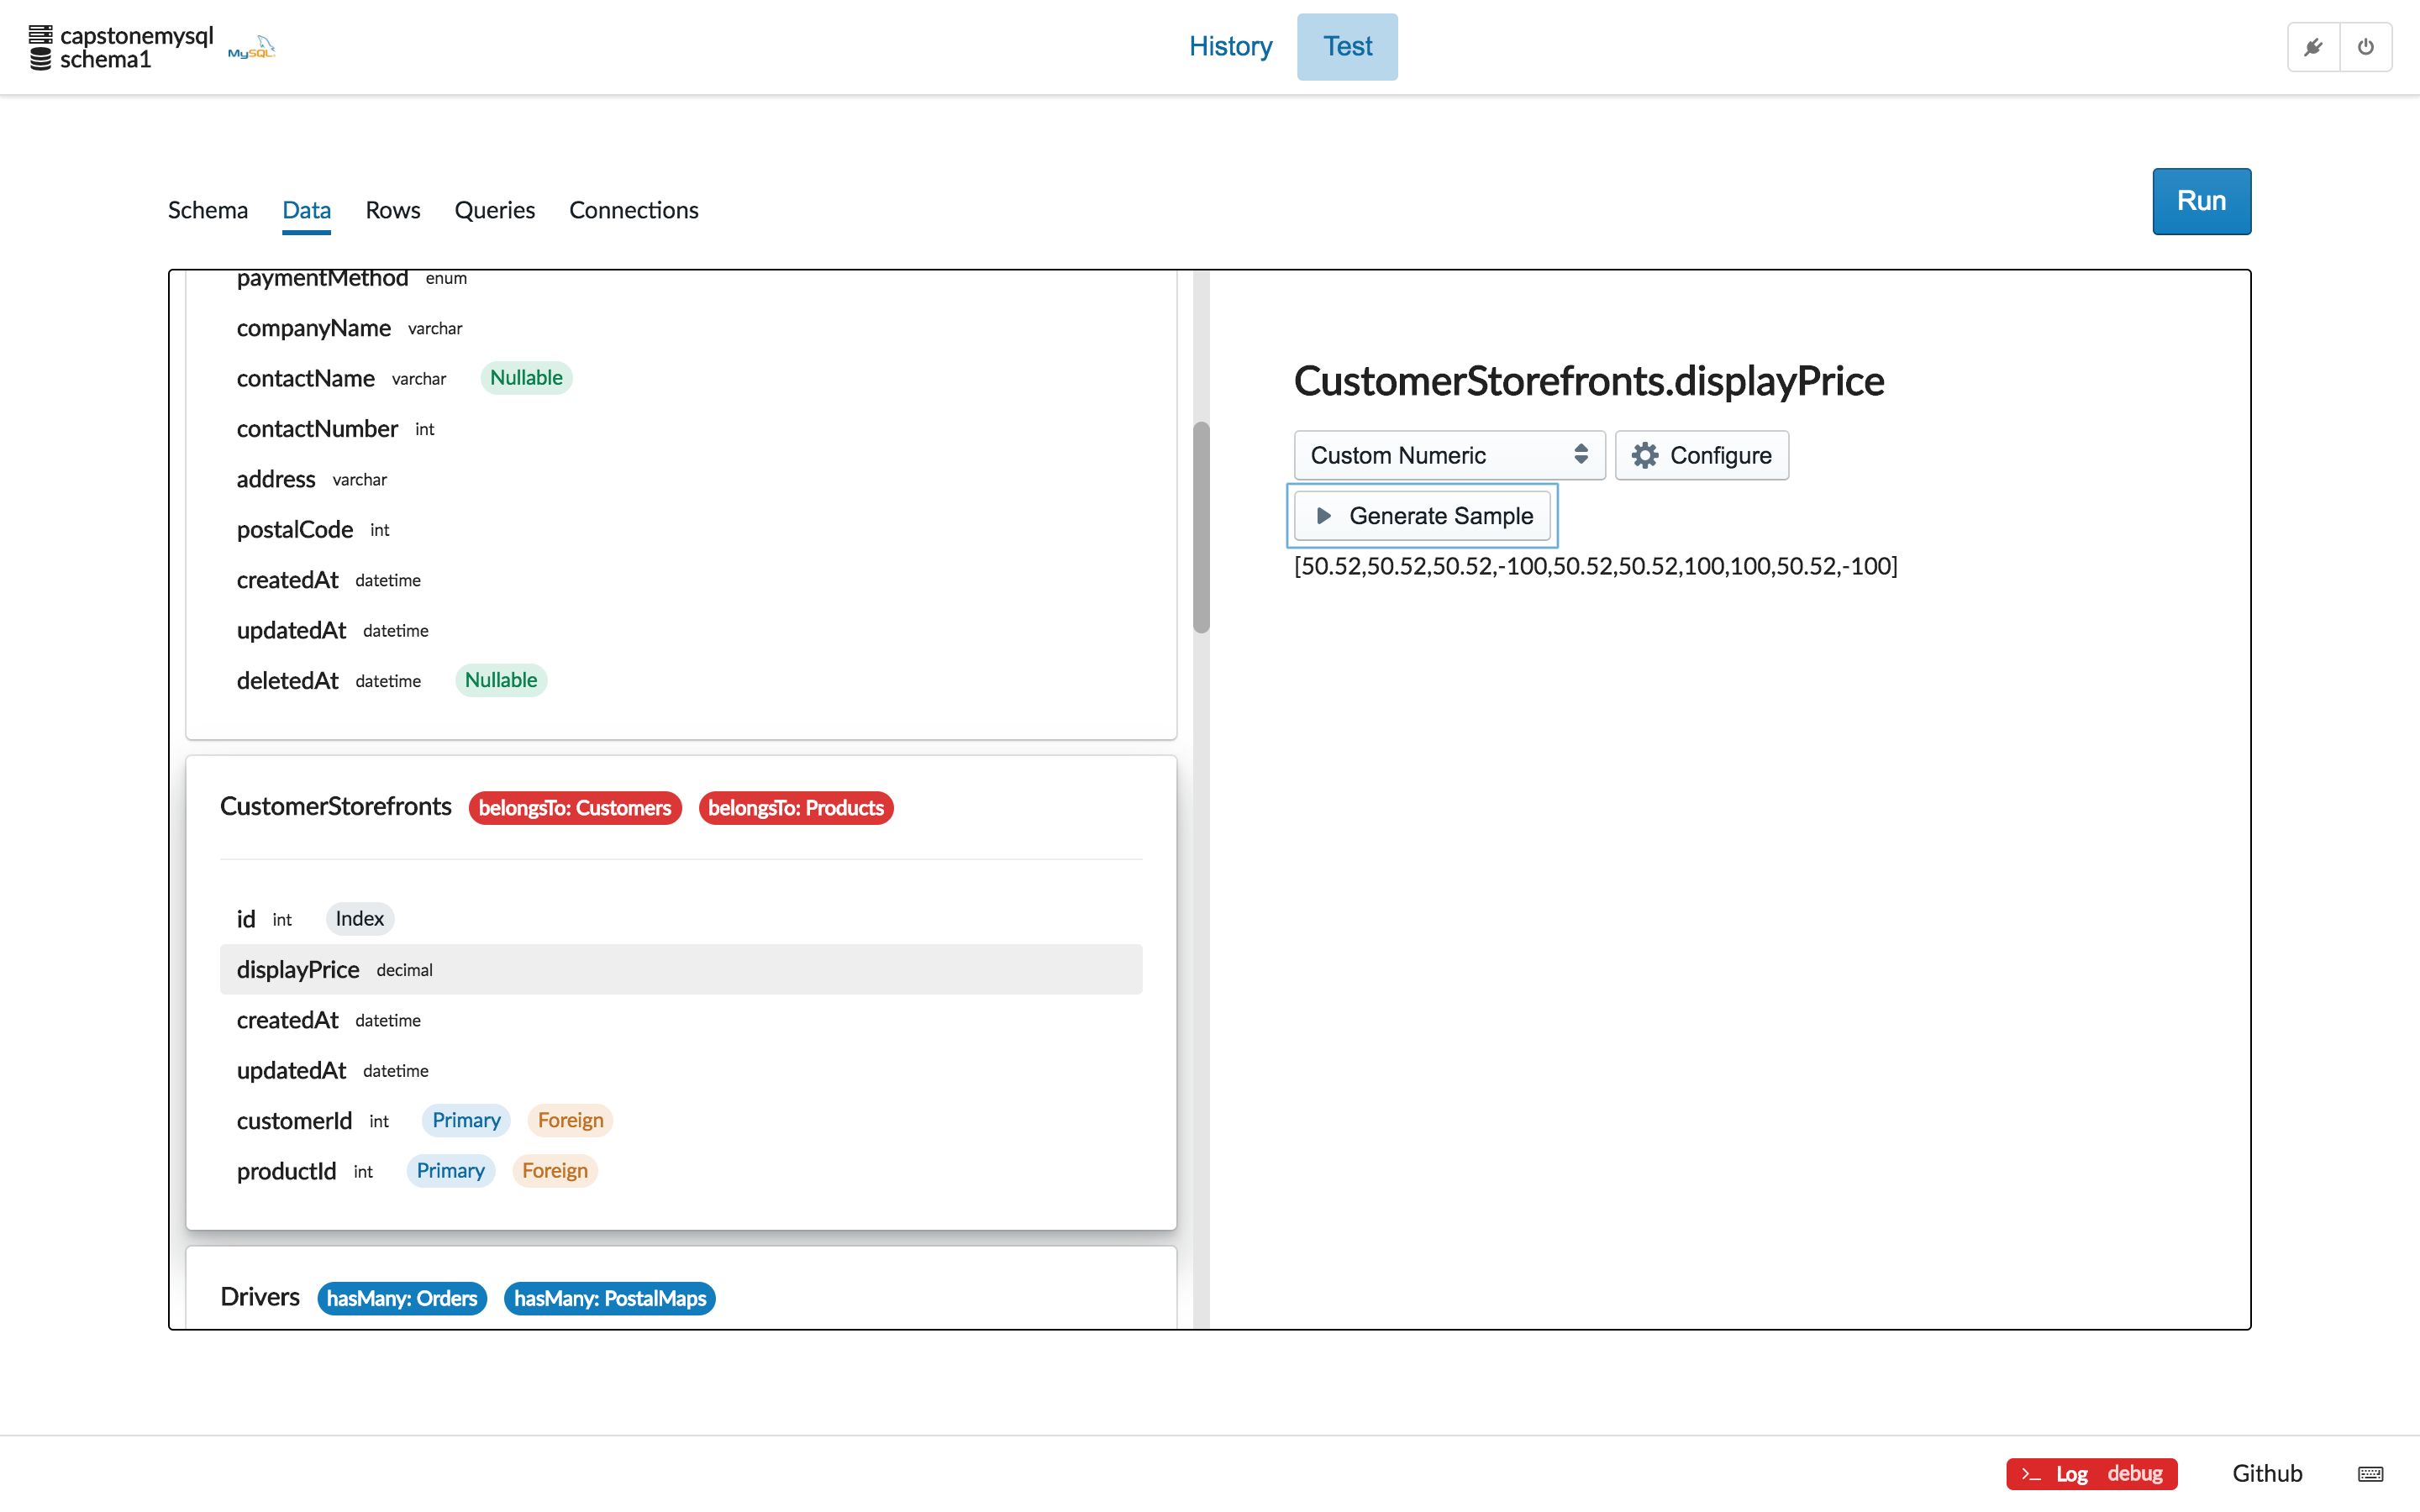 capstonemysql
schema1
MySQL
History
Test
Schema
Data
Rows
Queries
Connections
Run
paymentMethod enum
companyName varchar
contactName varchar Nullable
contactNumber int
address varchar
postalCode int
createdAt datetime
updatedAt datetime
deletedAt datetime Nullable
CustomerStorefronts belongsTo: Customers belongsTo: Products
id int Index
displayPrice decimal
createdAt datetime
updatedAt datetime
customerId int Primary Foreign
productId int Primary Foreign
Drivers hasMany: Orders hasMany: PostalMaps
CustomerStorefronts.displayPrice
Custom Numeric
Configure
Generate Sample
[50.52,50.52,50.52,-100,50.52,50.52,100,100,50.52,-100]
Log debug
Github